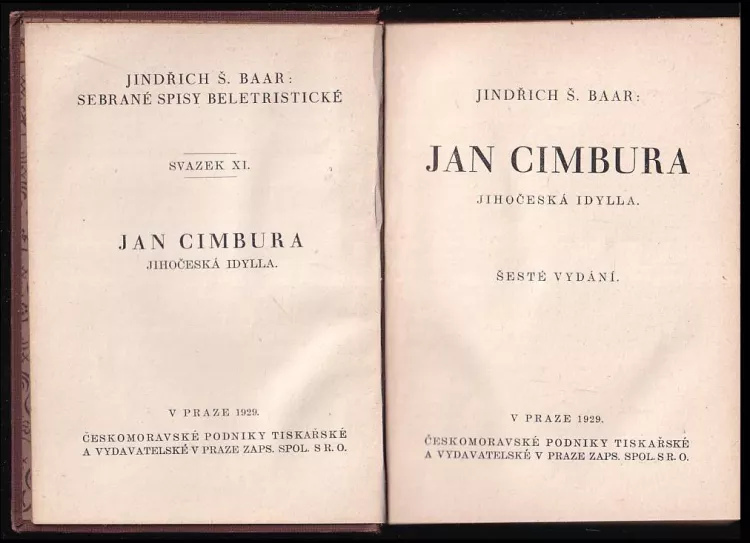 JINDŘICH Š. BAAR:
SEBRANÉ SPISY BELETRISTICKÉ
SVAZEK XI.
JAN CIMBURA
JIHOČESKÁ IDYLLA.
V PRAZE 1929.
ČESKOMORAVSKÉ PODNIKY TISKAŘSKÉ
A VYDAVATELSKÉ V PRAZE ZAPS. SPOL. S R. O.
JINDŘICH Š. BAAR:
JAN CIMBURA
JIHOČESKÁ IDYLLA.
ŠESTÉ VYDÁNÍ.
V PRAZE 1929.
ČESKOMORAVSKÉ PODNIKY TISKAŘSKÉ
A VYDAVATELSKÉ V PRAZE ZAPS. SPOL. S R. O.